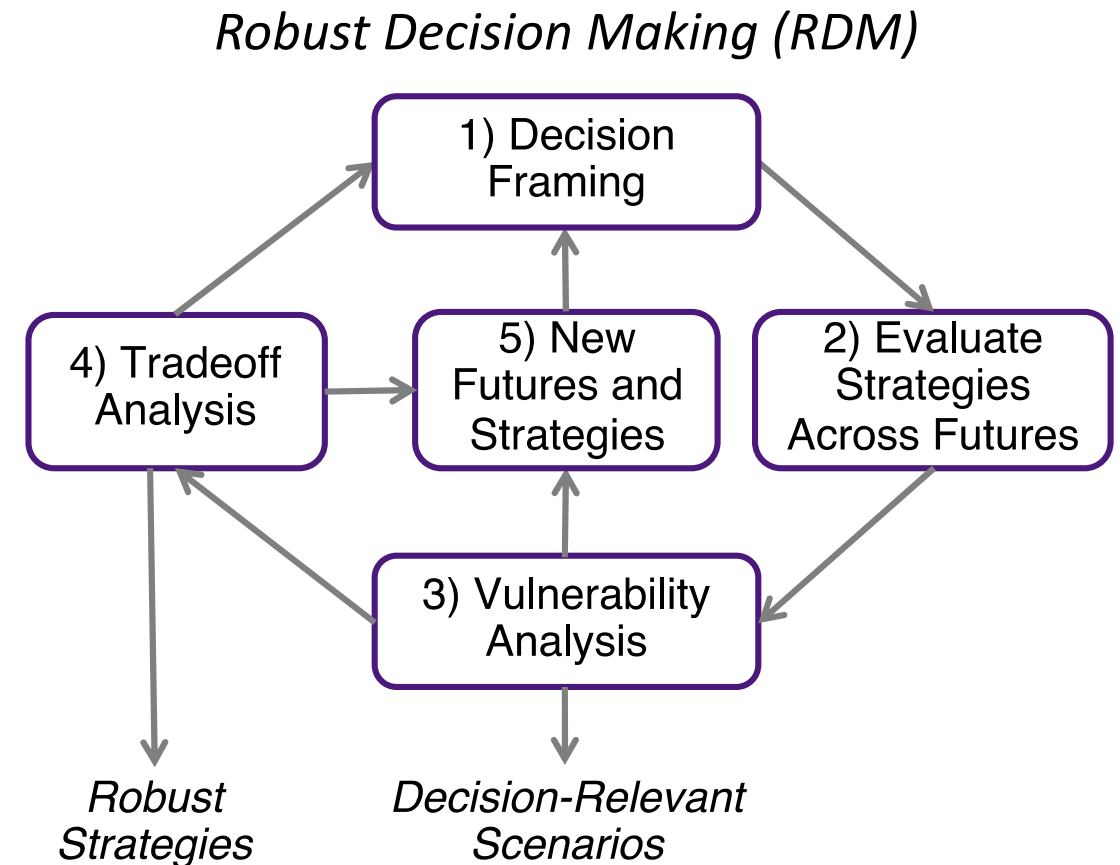 Robust Decision Making (RDM)
1) Decision
Framing
4) Tradeoff
Analysis
5) New
Futures and
Strategies
2) Evaluate
Strategies
Across Futures
3) Vulnerability
Analysis
Robust
Strategies
Decision-Relevant
Scenarios